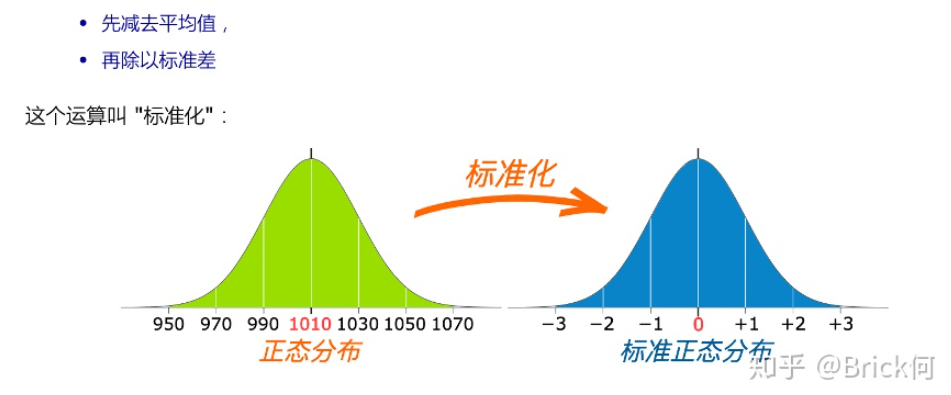 • 先减去平均值，
• 再除以标准差
这个运算叫 "标准化"：
标准化
950 970 990 1010 1030 1050 1070
−3 −2 −1 0 +1 +2 +3
正态分布
标准正态分布
知乎 @Brick何